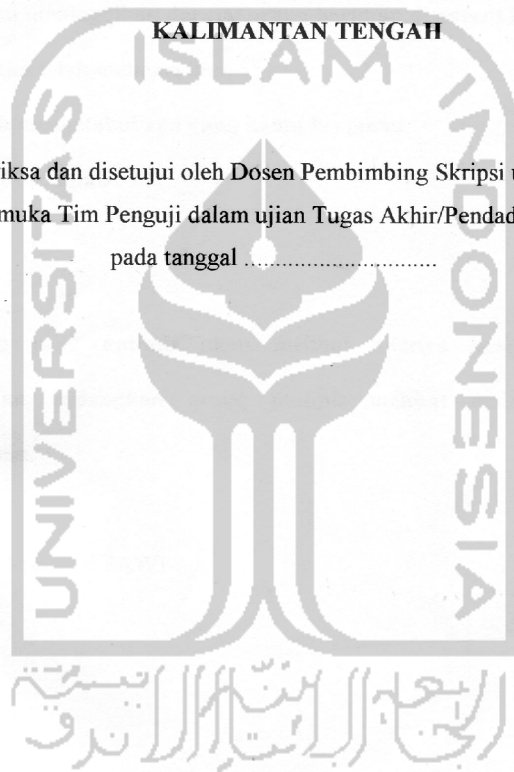 KALIMANTAN TENGAH
ISLAM
UNIVERSITAS
INDONESIA
iksa dan disetujui oleh Dosen Pembimbing Skripsi u
muka Tim Penguji dalam ujian Tugas Akhir/Pendad
pada tanggal ................................